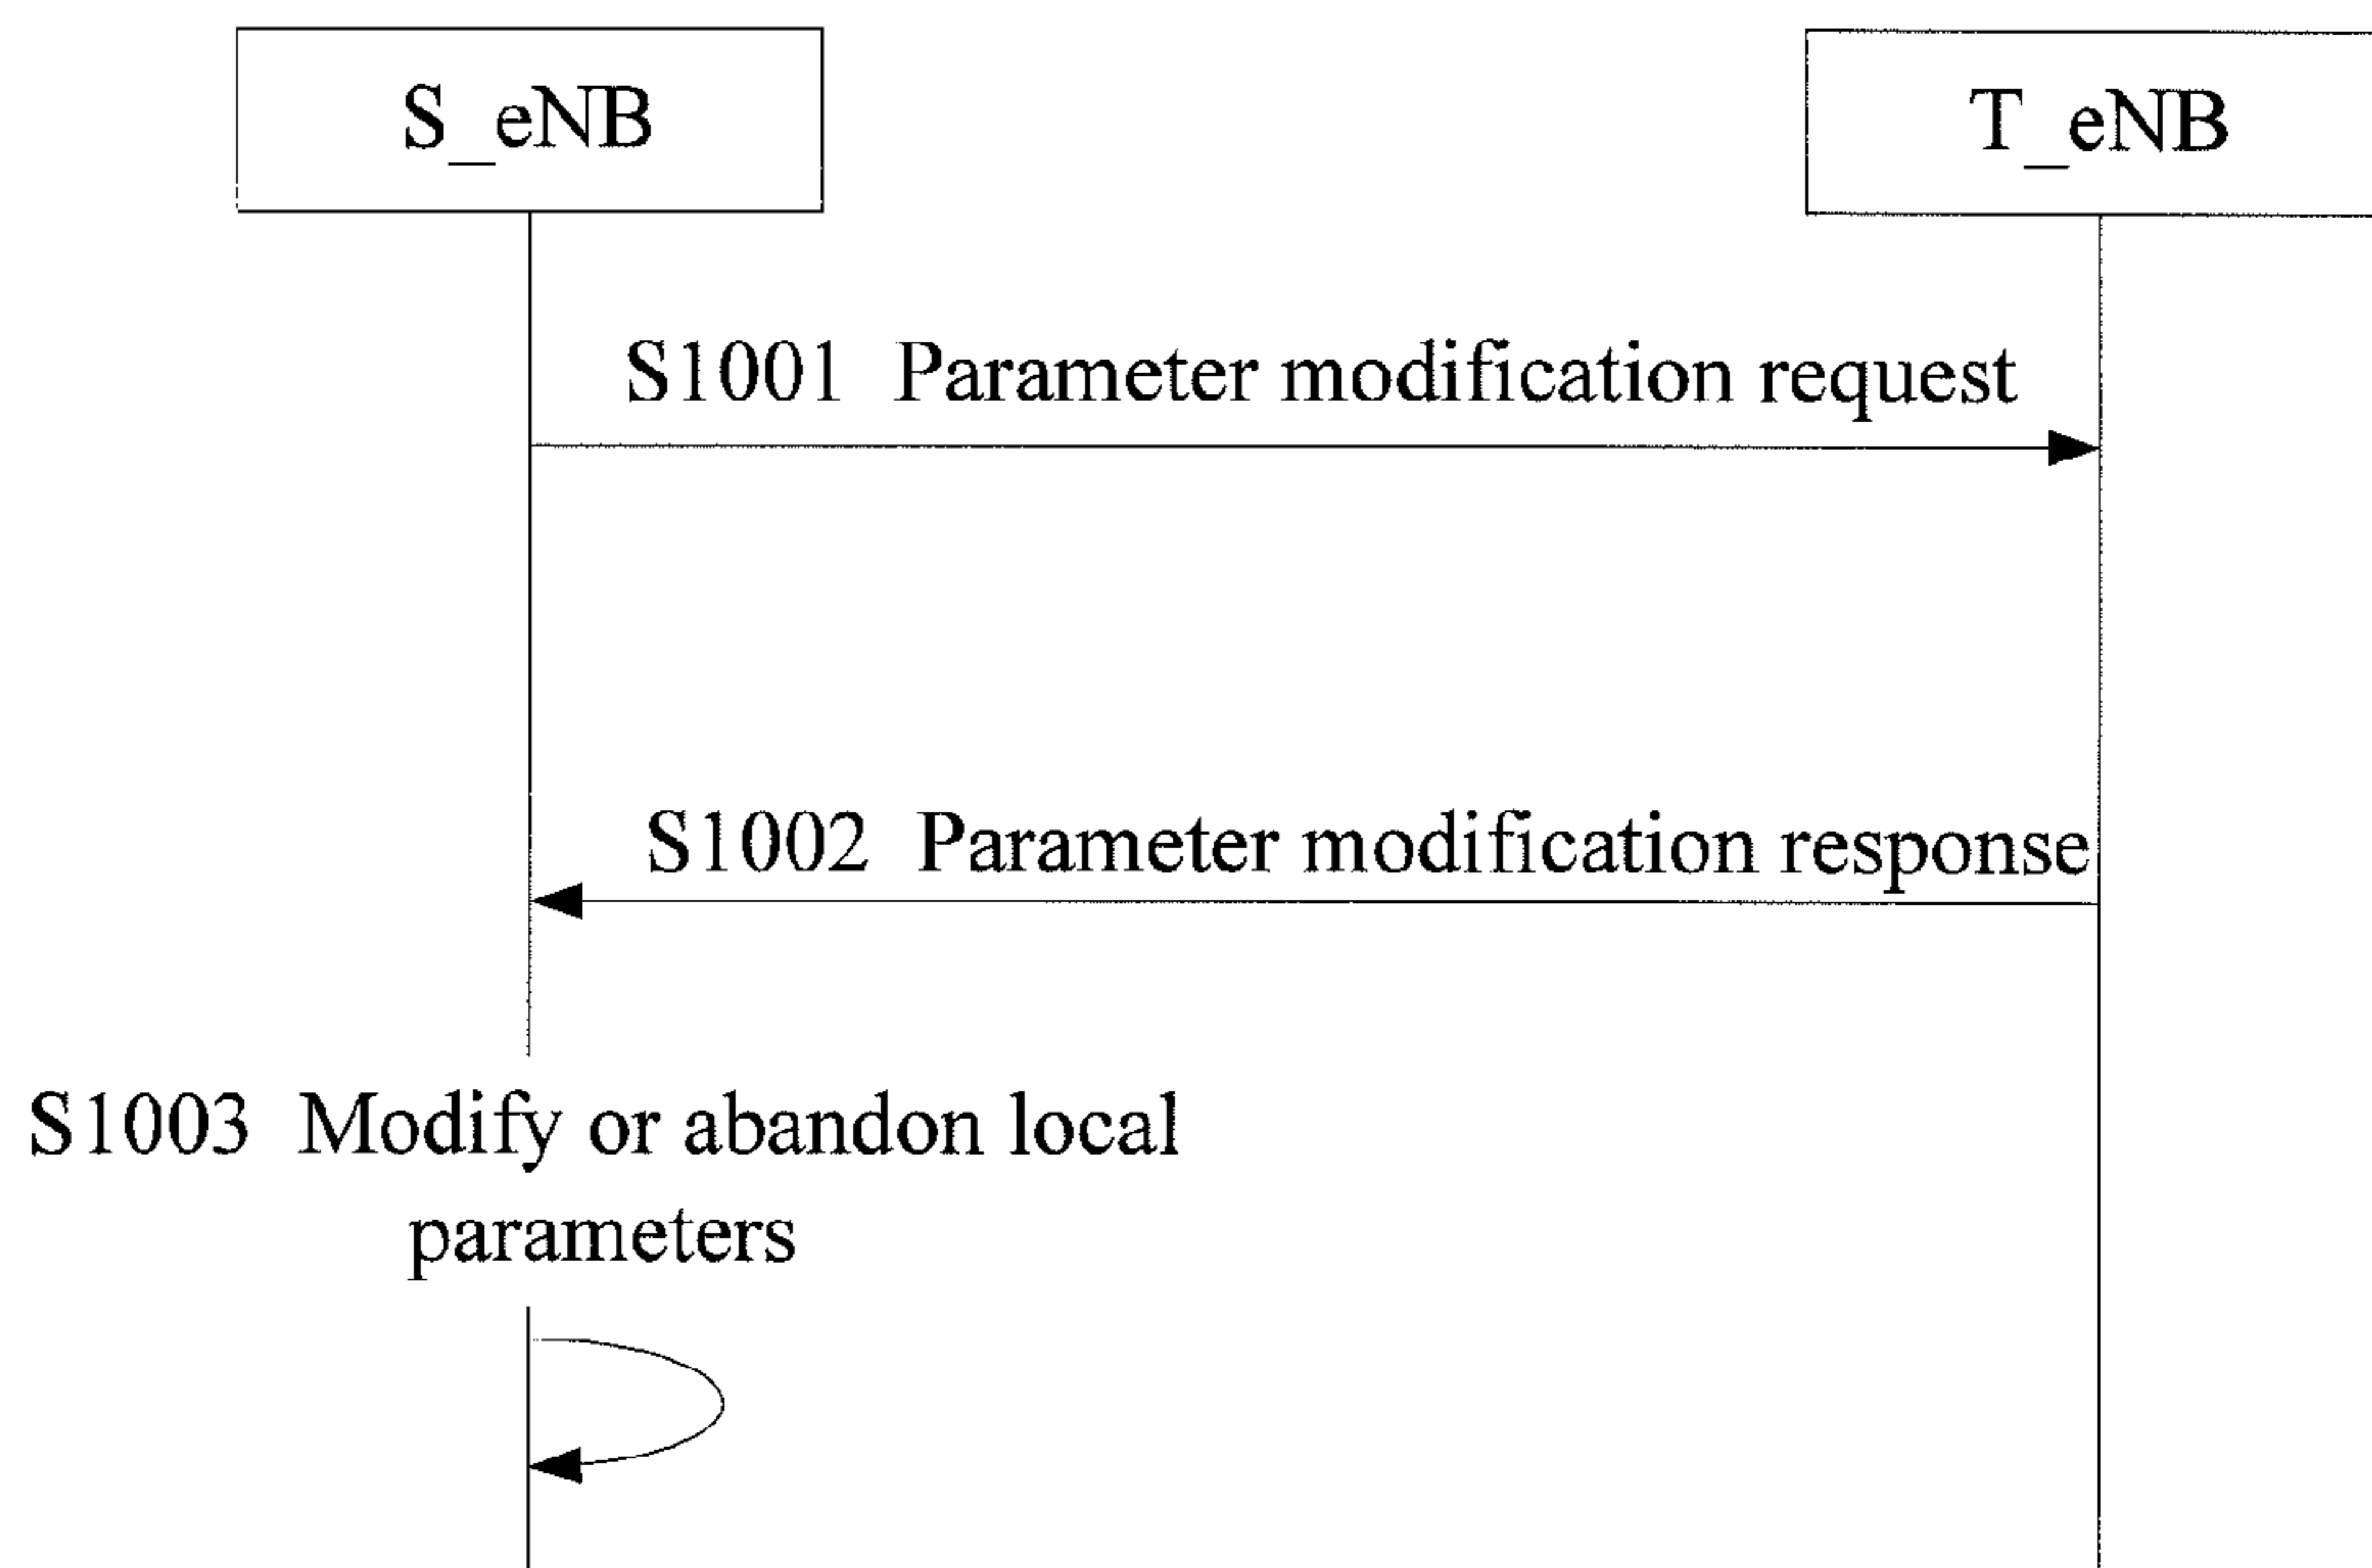 S_eNB
T_eNB
S1001 Parameter modification request
S1002 Parameter modification response
S1003 Modify or abandon local
parameters